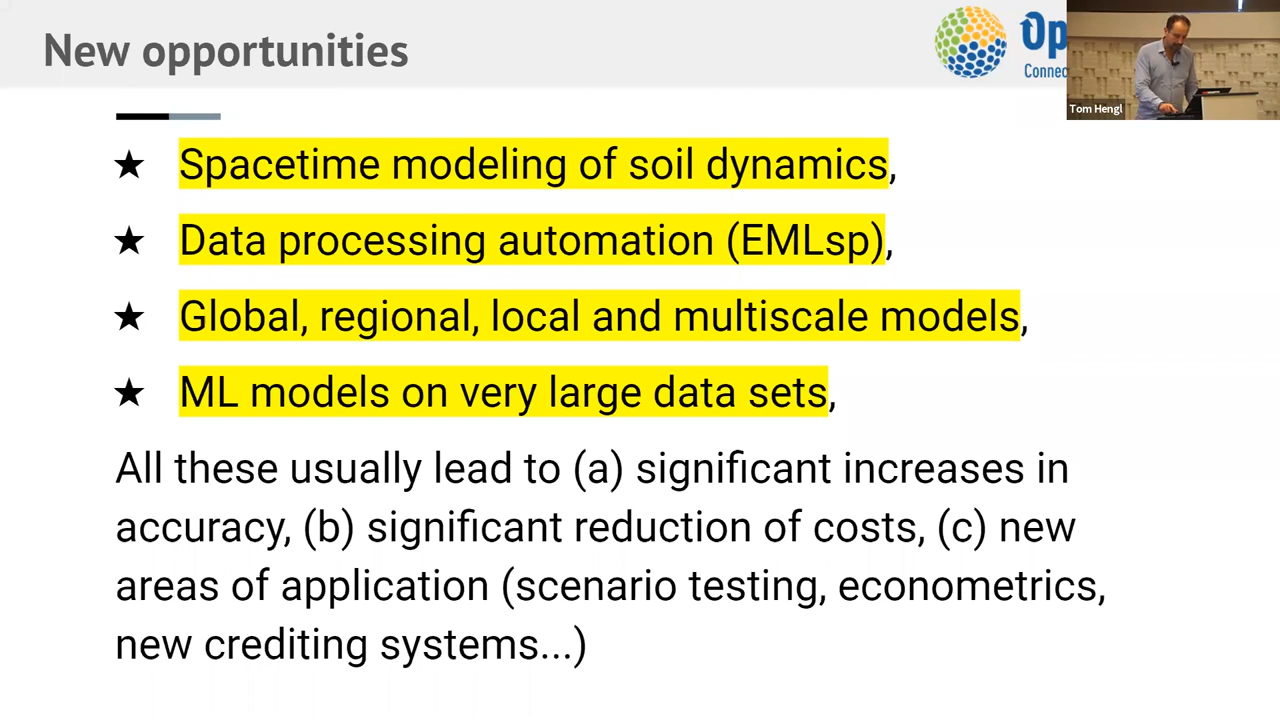 New opportunities
Op
Connec
Tom Hengl
★ Spacetime modeling of soil dynamics,
★ Data processing automation (EMLsp),
★ Global, regional, local and multiscale models,
★ ML models on very large data sets,
All these usually lead to (a) significant increases in
accuracy, (b) significant reduction of costs, (c) new
areas of application (scenario testing, econometrics,
new crediting systems...)